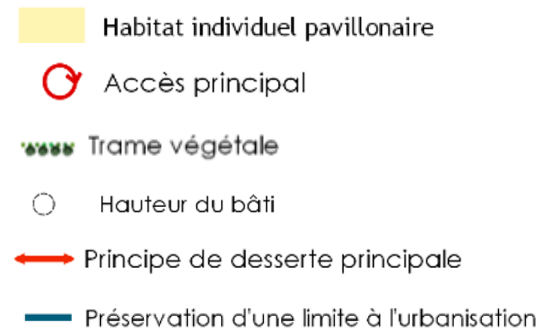 Habitat individuel pavillonaire
Accès principal
Trame végétale
Hauteur du bâti
Principe de desserte principale
Préservation d'une limite à l'urbanisation